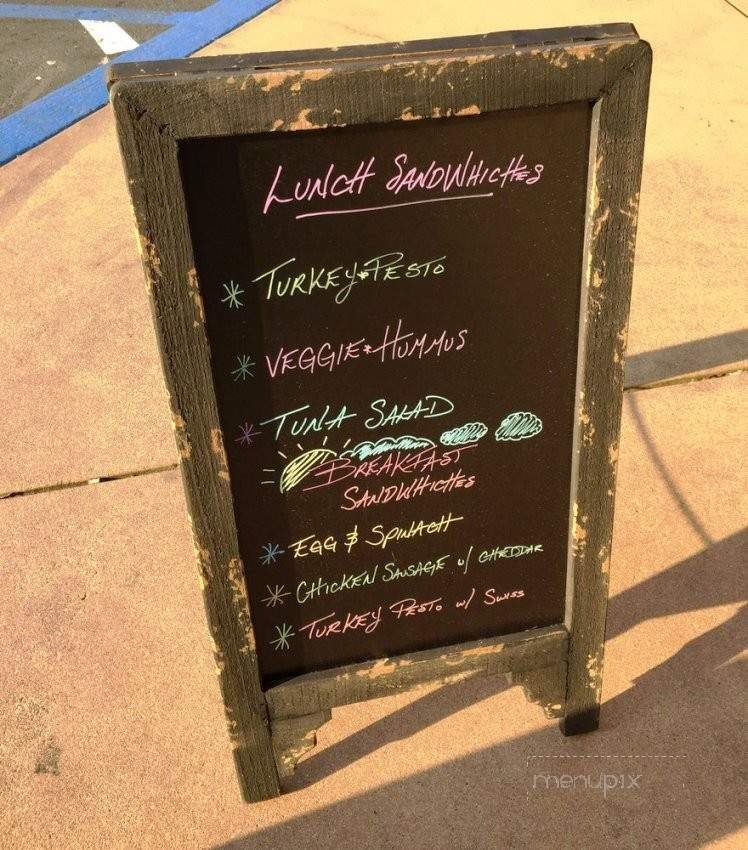 LUNCH SANDWHICHES
* TURKEY*PESTO
* VEGGIE*HUMMUS
* TUNA SALAD
BREAKFAST
SANDWHICHES
* EGG & SPINACH
* CHICKEN SAUSAGE w/ CHEDDAR
* TURKEY PESTO w/ SWISS
menupix